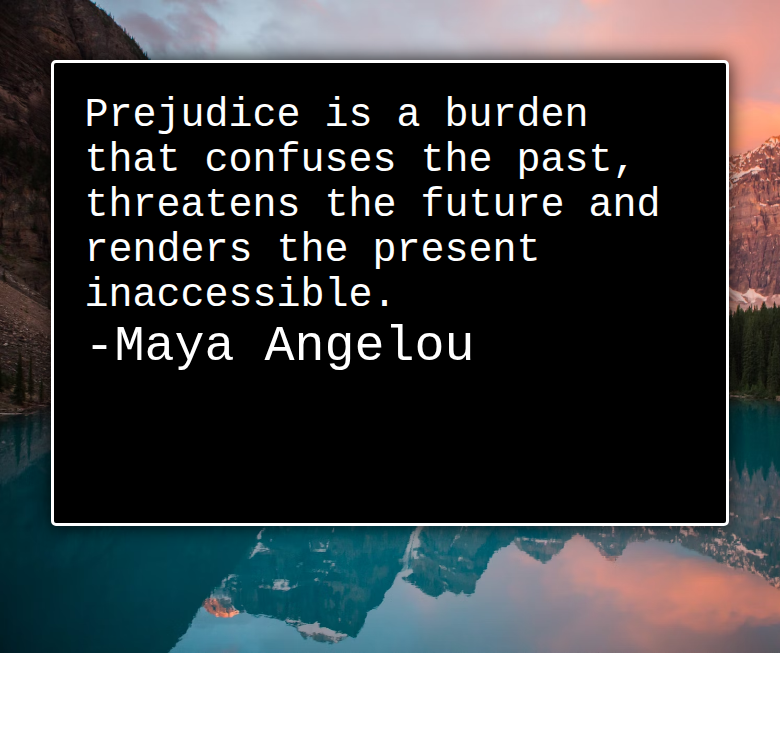 Prejudice is a burden
that confuses the past,
threatens the future and
renders the present
inaccessible.
-Maya Angelou